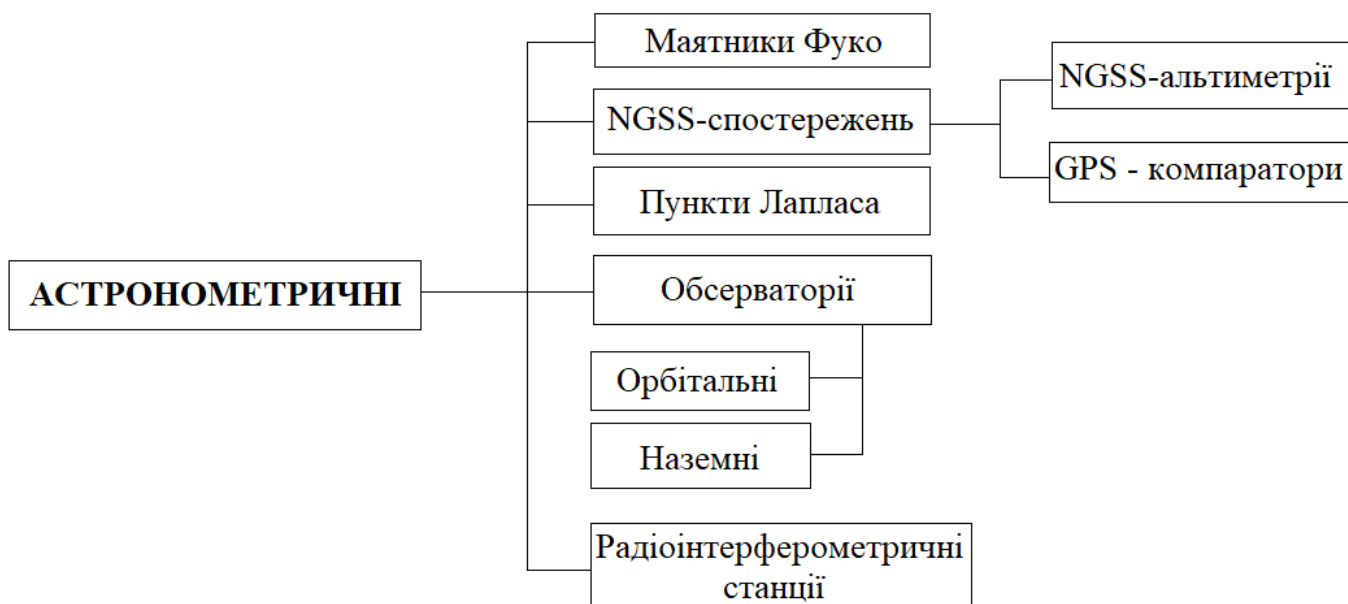 Маятники Фуко
NGSS-альтиметрії
NGSS-спостережень
GPS - компаратори
Пункти Лапласа
АСТРОНОМЕТРИЧНІ
Обсерваторії
Орбітальні
Наземні
Радіоінтерферометричні
станції